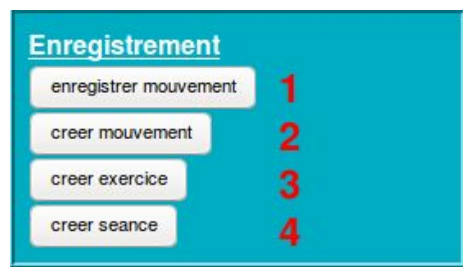 Enregistrement
enregistrer mouvement 1
creer mouvement 2
creer exercice 3
creer seance 4